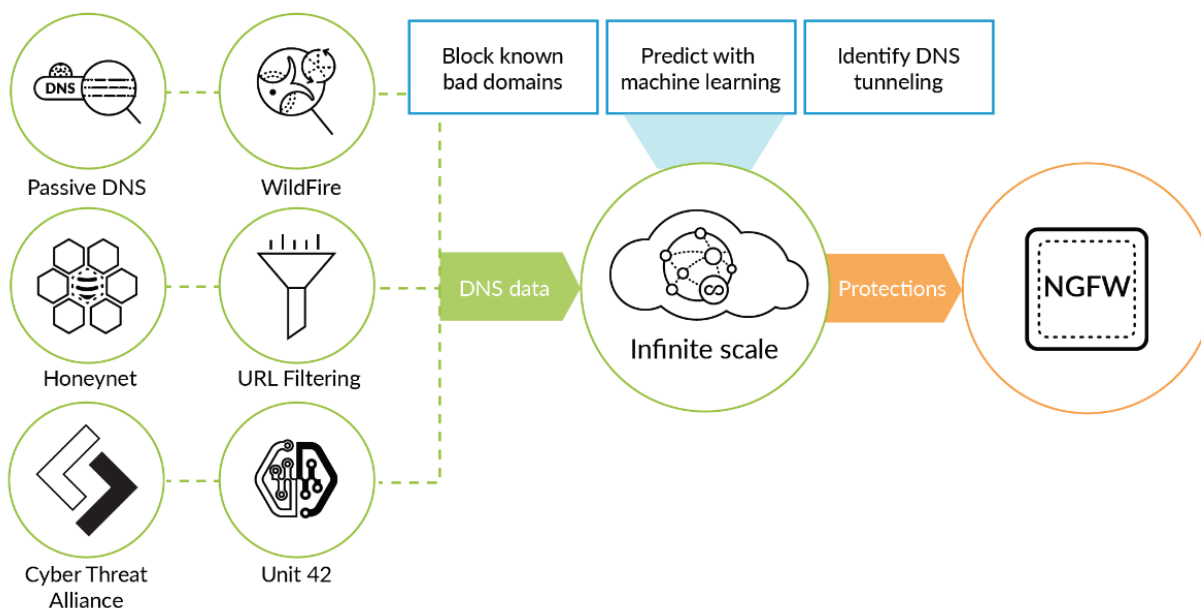 DNS
Passive DNS
WildFire
Block known
bad domains
Predict with
machine learning
Identify DNS
tunneling
Honeynet
URL Filtering
DNS data
Infinite scale
Protections
NGFW
Cyber Threat
Alliance
Unit 42